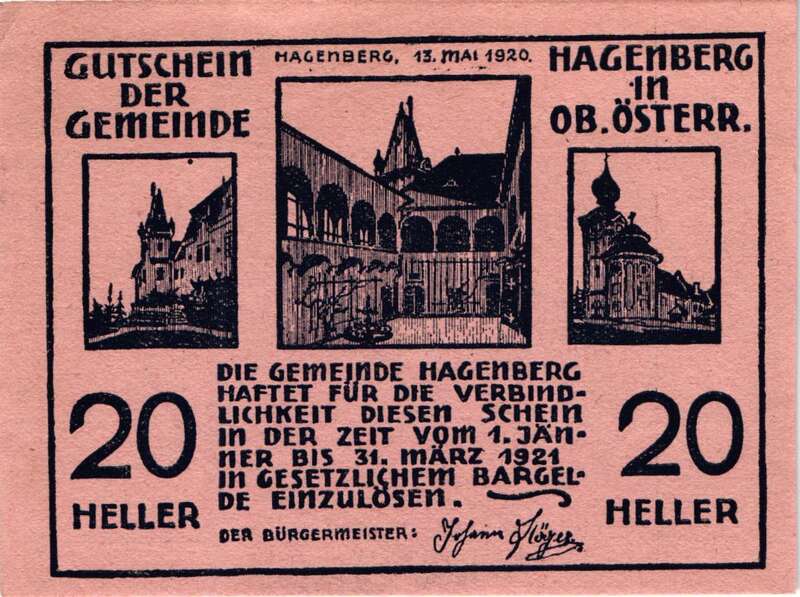 GUTSCHEIN
DER
GEMEINDE
HAGENBERG, 13. MAI 1920.
HAGENBERG
IN
OB. ÖSTERR.
20
HELLER
DIE GEMEINDE HAGENBERG
HAFTET FÜR DIE VERBIND-
LICHKEIT DIESEN SCHEIN
IN DER ZEIT VOM 1. JÄN-
NER BIS 31. MÄRZ 1921
IN GESETZLICHEM BARGEL-
DE EINZULÖSEN.
DER BÜRGERMEISTER: Johann
20
HELLER